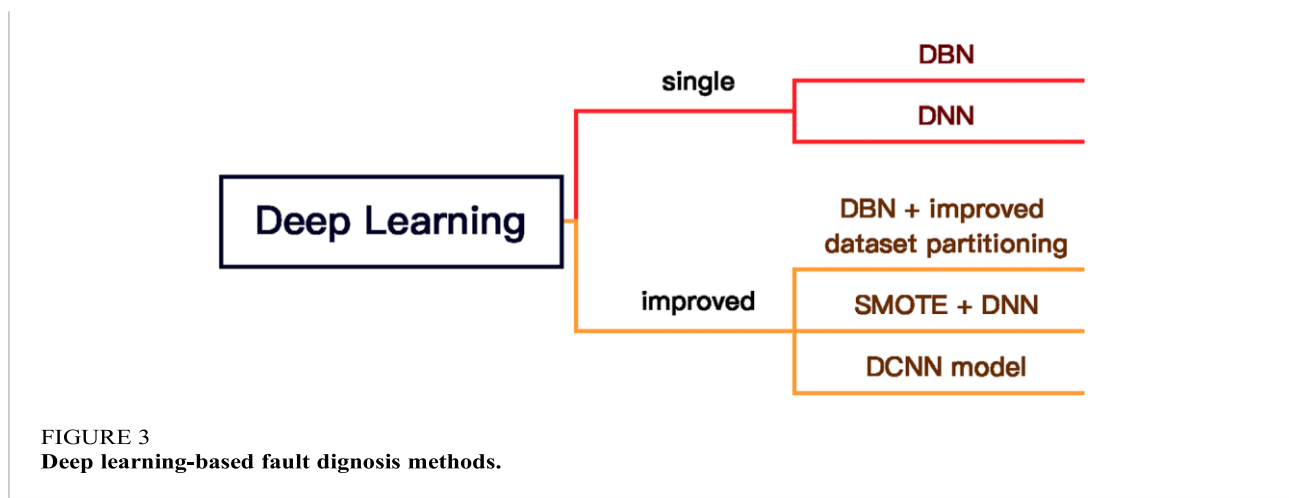 DBN
single
DNN
Deep Learning
DBN + improved
dataset partitioning
improved
SMOTE + DNN
DCNN model
FIGURE 3
Deep learning-based fault dignosis methods.